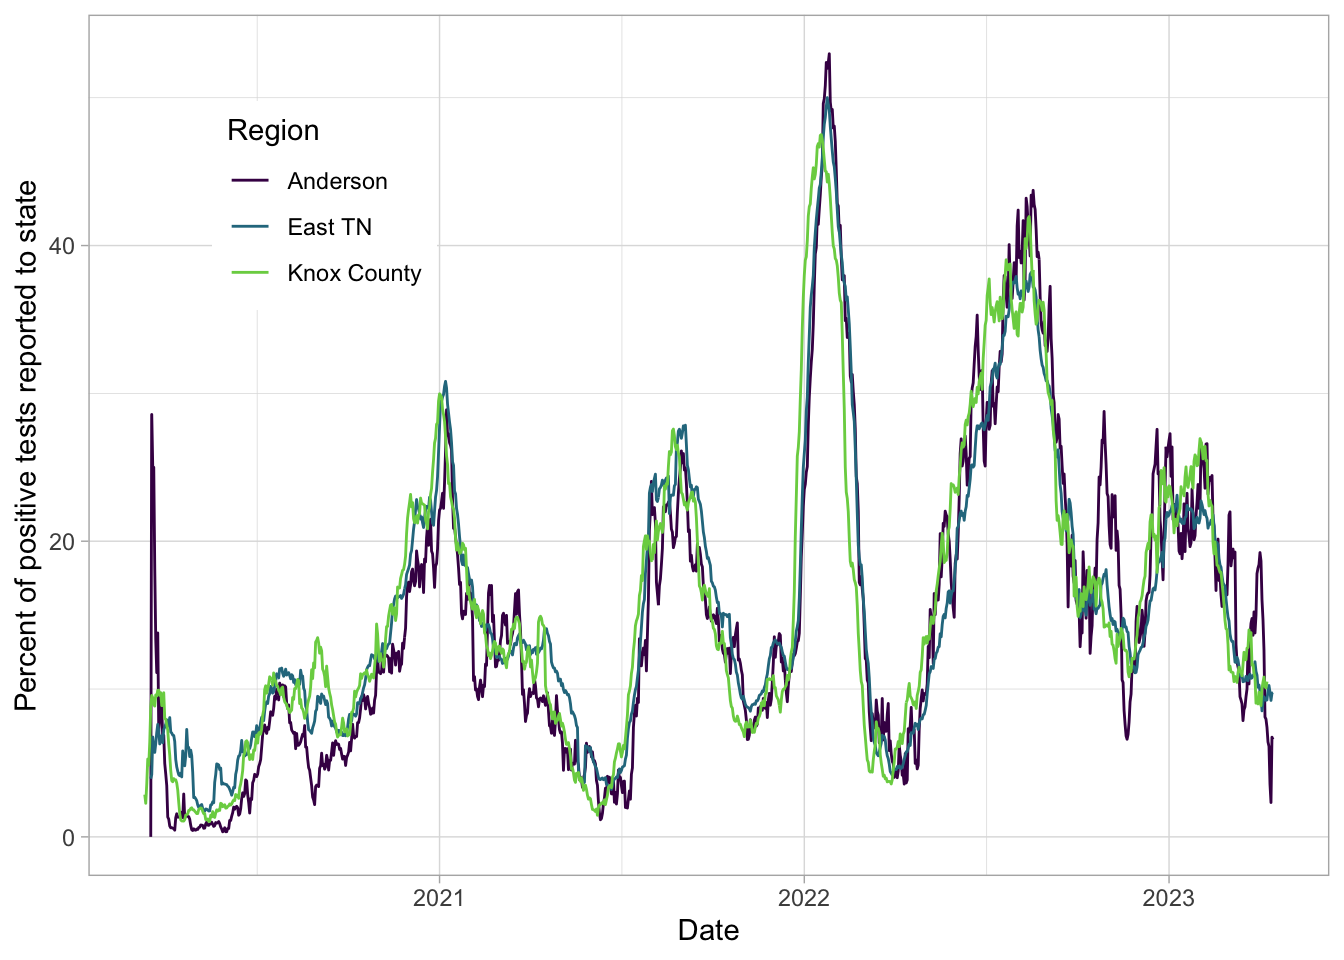 Region
Anderson
East TN
Knox County
Percent of positive tests reported to state
40
20
0
2021
2022
2023
Date